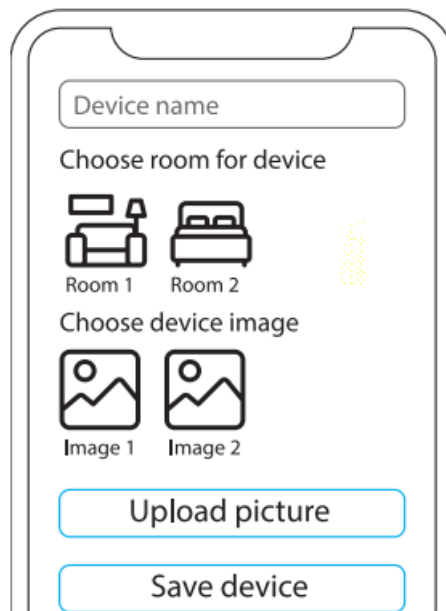 Device name
Choose room for device
Room 1 Room 2
Choose device image
Image 1 Image 2
Upload picture
Save device